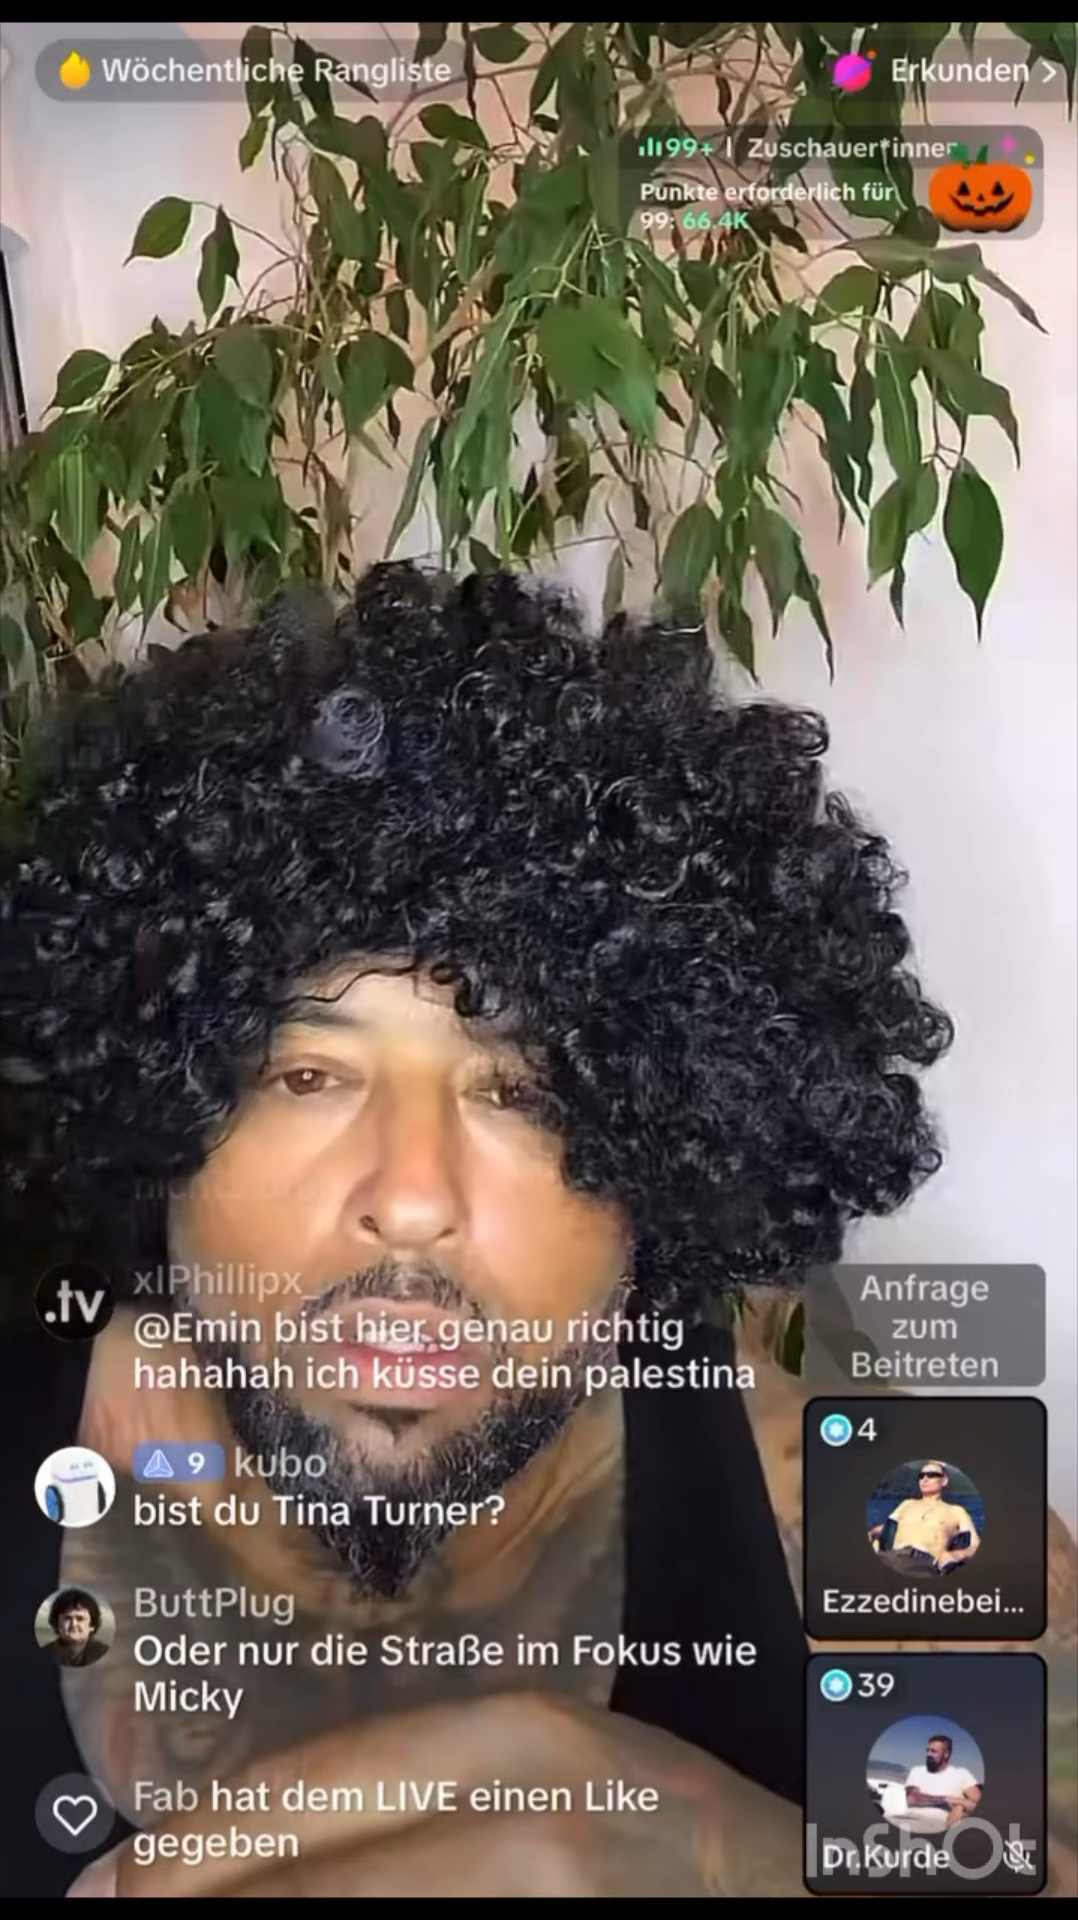 Wöchentliche Rangliste
Erkunden >
99+ | Zuschauer*innen
Punkte erforderlich für
99: 66.4K
xIPhillipx_
.tv
@Emin bist hier genau richtig
hahahah ich küsse dein palestina
9 kubo
bist du Tina Turner?
ButtPlug
Oder nur die Straße im Fokus wie
Micky
Fab hat dem LIVE einen Like
gegeben
Anfrage
zum
Beitreten
4
Ezzedinebei...
39
Dr.Kurde
InShOt